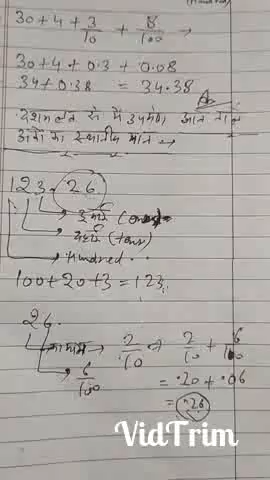 30+4+3/10+8/100 →
30+4+0.3+0.08
34+0.38 = 34.38
Ans
अंकों का स्थानीय मान →
123.26
इकाई (ones)
दहाई (tens)
Hundred
100+20+3=123
26.
→ 2/10 ⇒ 2/10 + 6/100
6/100 = .20+.06
= .26
VidTrim